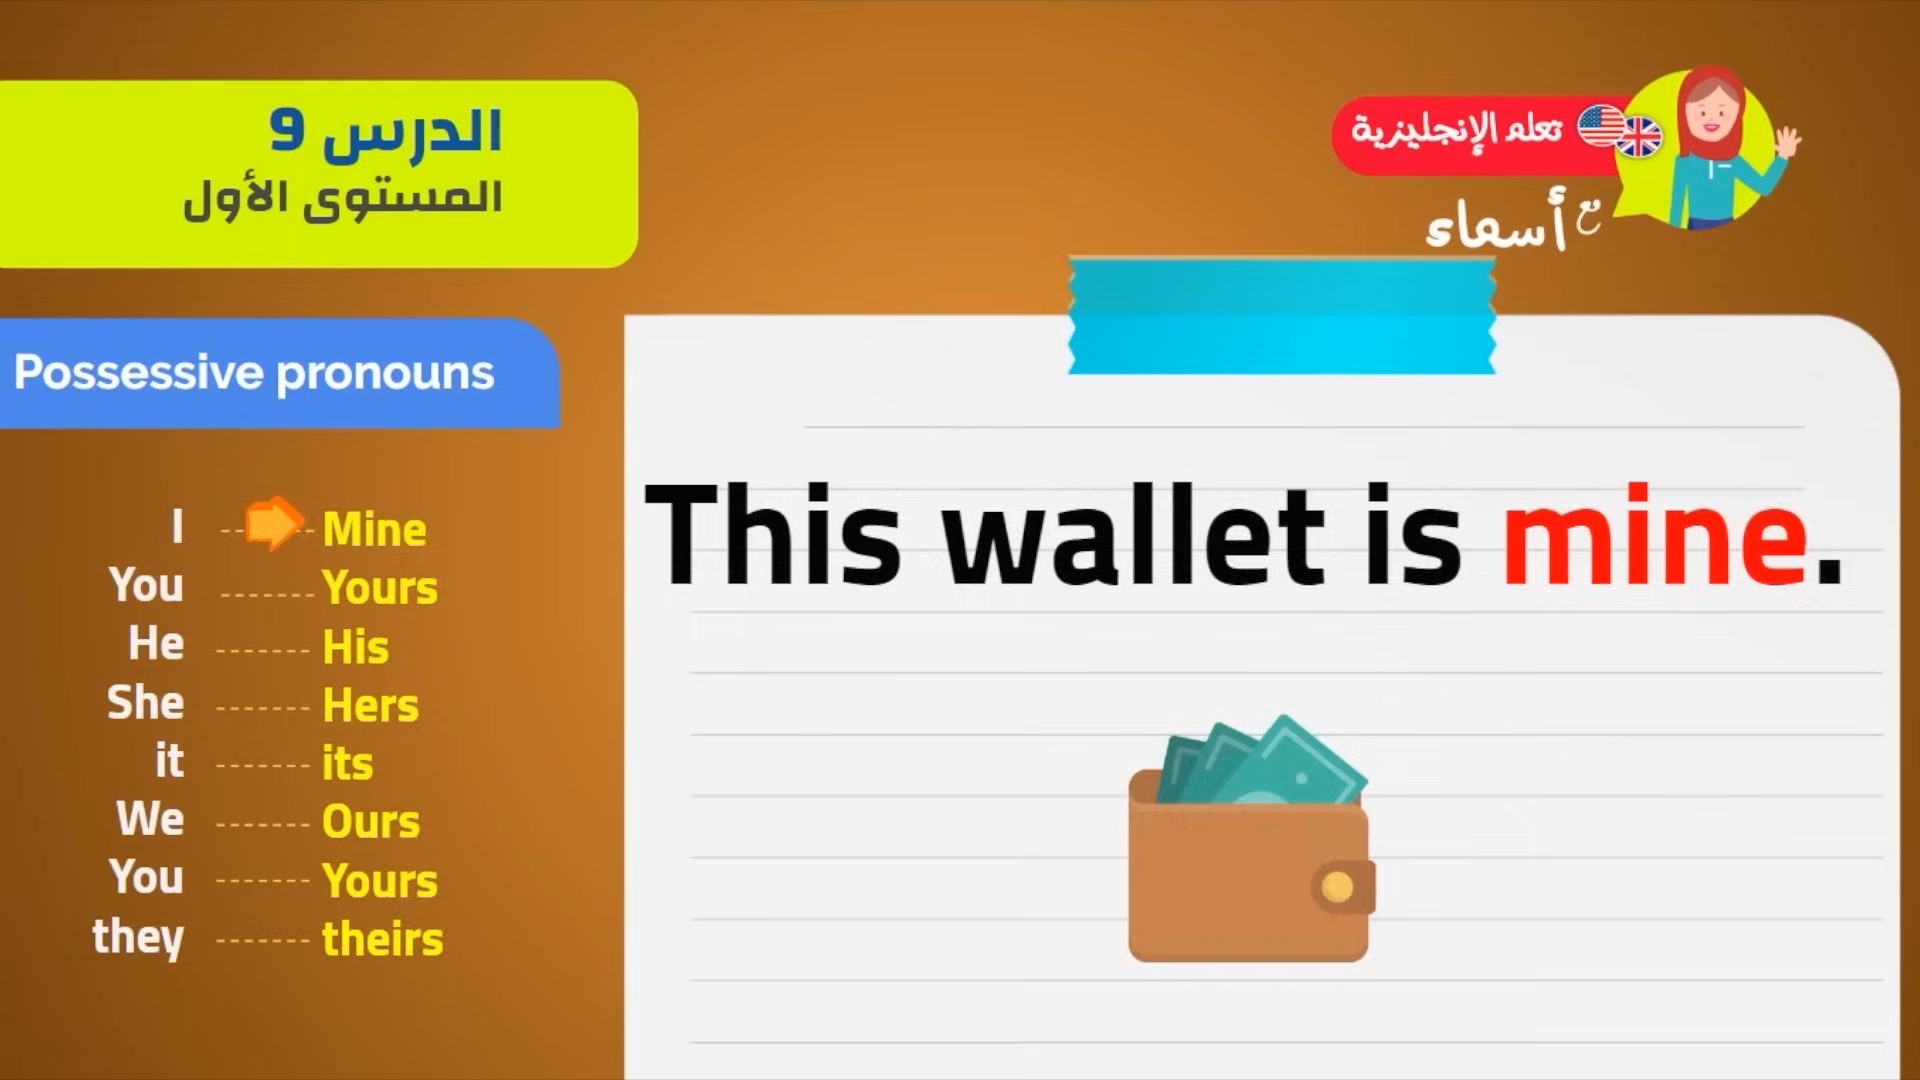 الدرس 9
المستوى الأول
تعلم الإنجليزية
مع أسماء
Possessive pronouns
I ------- Mine
You ------- Yours
He ------- His
She ------- Hers
it ------- its
We ------- Ours
You ------- Yours
they ------- theirs
This wallet is mine.